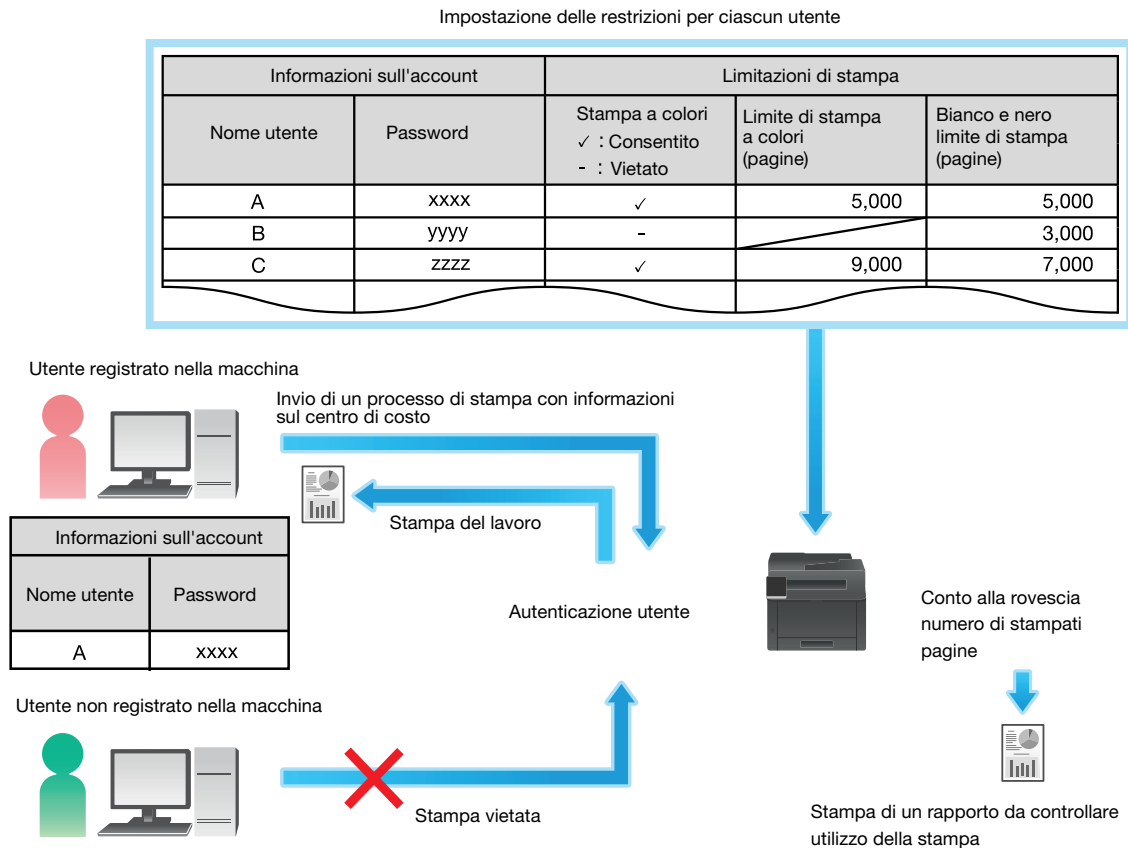 Impostazione delle restrizioni per ciascun utente
Informazioni sull'account
Limitazioni di stampa
Nome utente
Password
Stampa a colori
✓ : Consentito
- : Vietato
Limite di stampa
a colori
(pagine)
Bianco e nero
limite di stampa
(pagine)
A xxxx ✓ 5,000 5,000
B yyyy - 3,000
C zzzz ✓ 9,000 7,000
Utente registrato nella macchina
Invio di un processo di stampa con informazioni
sul centro di costo
Stampa del lavoro
Informazioni sull'account
Nome utente
Password
A xxxx
Autenticazione utente
Conto alla rovescia
numero di stampati
pagine
Utente non registrato nella macchina
Stampa vietata
Stampa di un rapporto da controllare
utilizzo della stampa